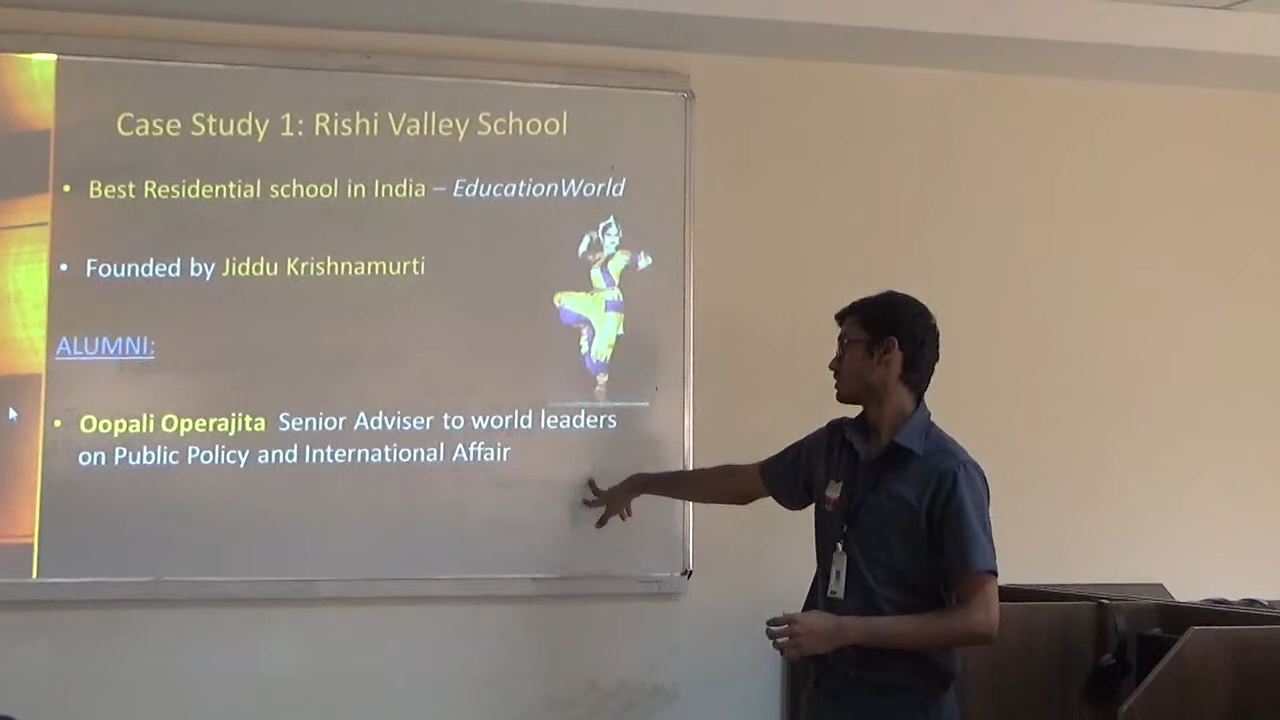 Case Study 1: Rishi Valley School
• Best Residential school in India – EducationWorld
• Founded by Jiddu Krishnamurti
ALUMNI:
• Oopali Operajita Senior Adviser to world leaders
on Public Policy and International Affair